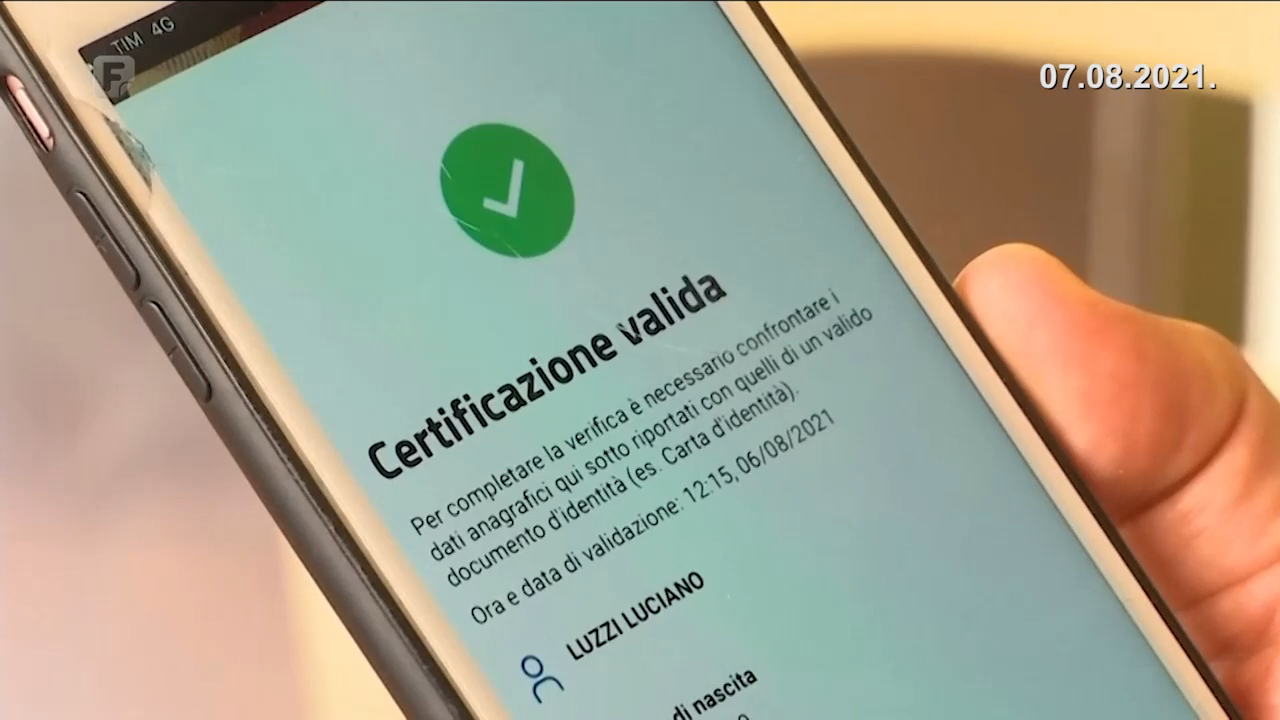 TIM 4G
F
07.08.2021.
Certificazione valida
Per completare la verifica è necessario confrontare i
dati anagrafici qui sotto riportati con quelli di un valido
documento d'identità (es. Carta d'identità).
Ora e data di validazione: 12:15, 06/08/2021
LUZZI LUCIANO
di nascita